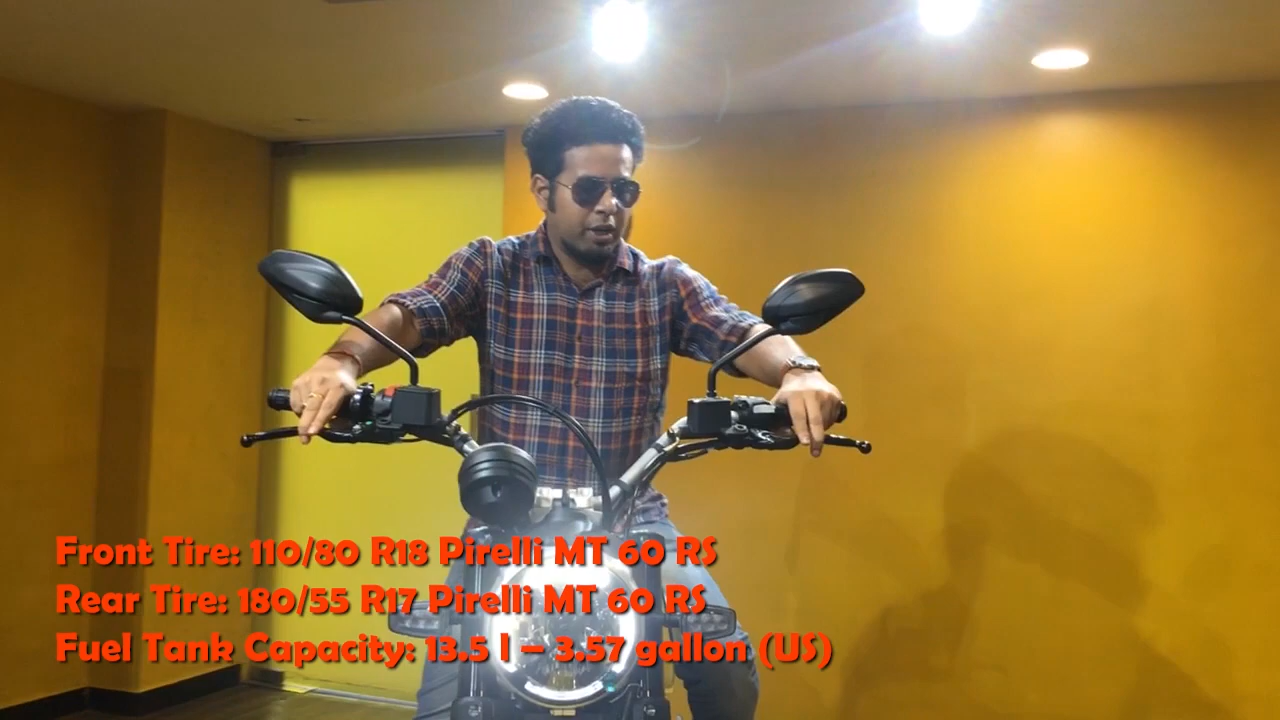 Front Tire: 110/80 R18 Pirelli MT 60 RS
Rear Tire: 180/55 R17 Pirelli MT 60 RS
Fuel Tank Capacity: 13.5 l – 3.57 gallon (US)